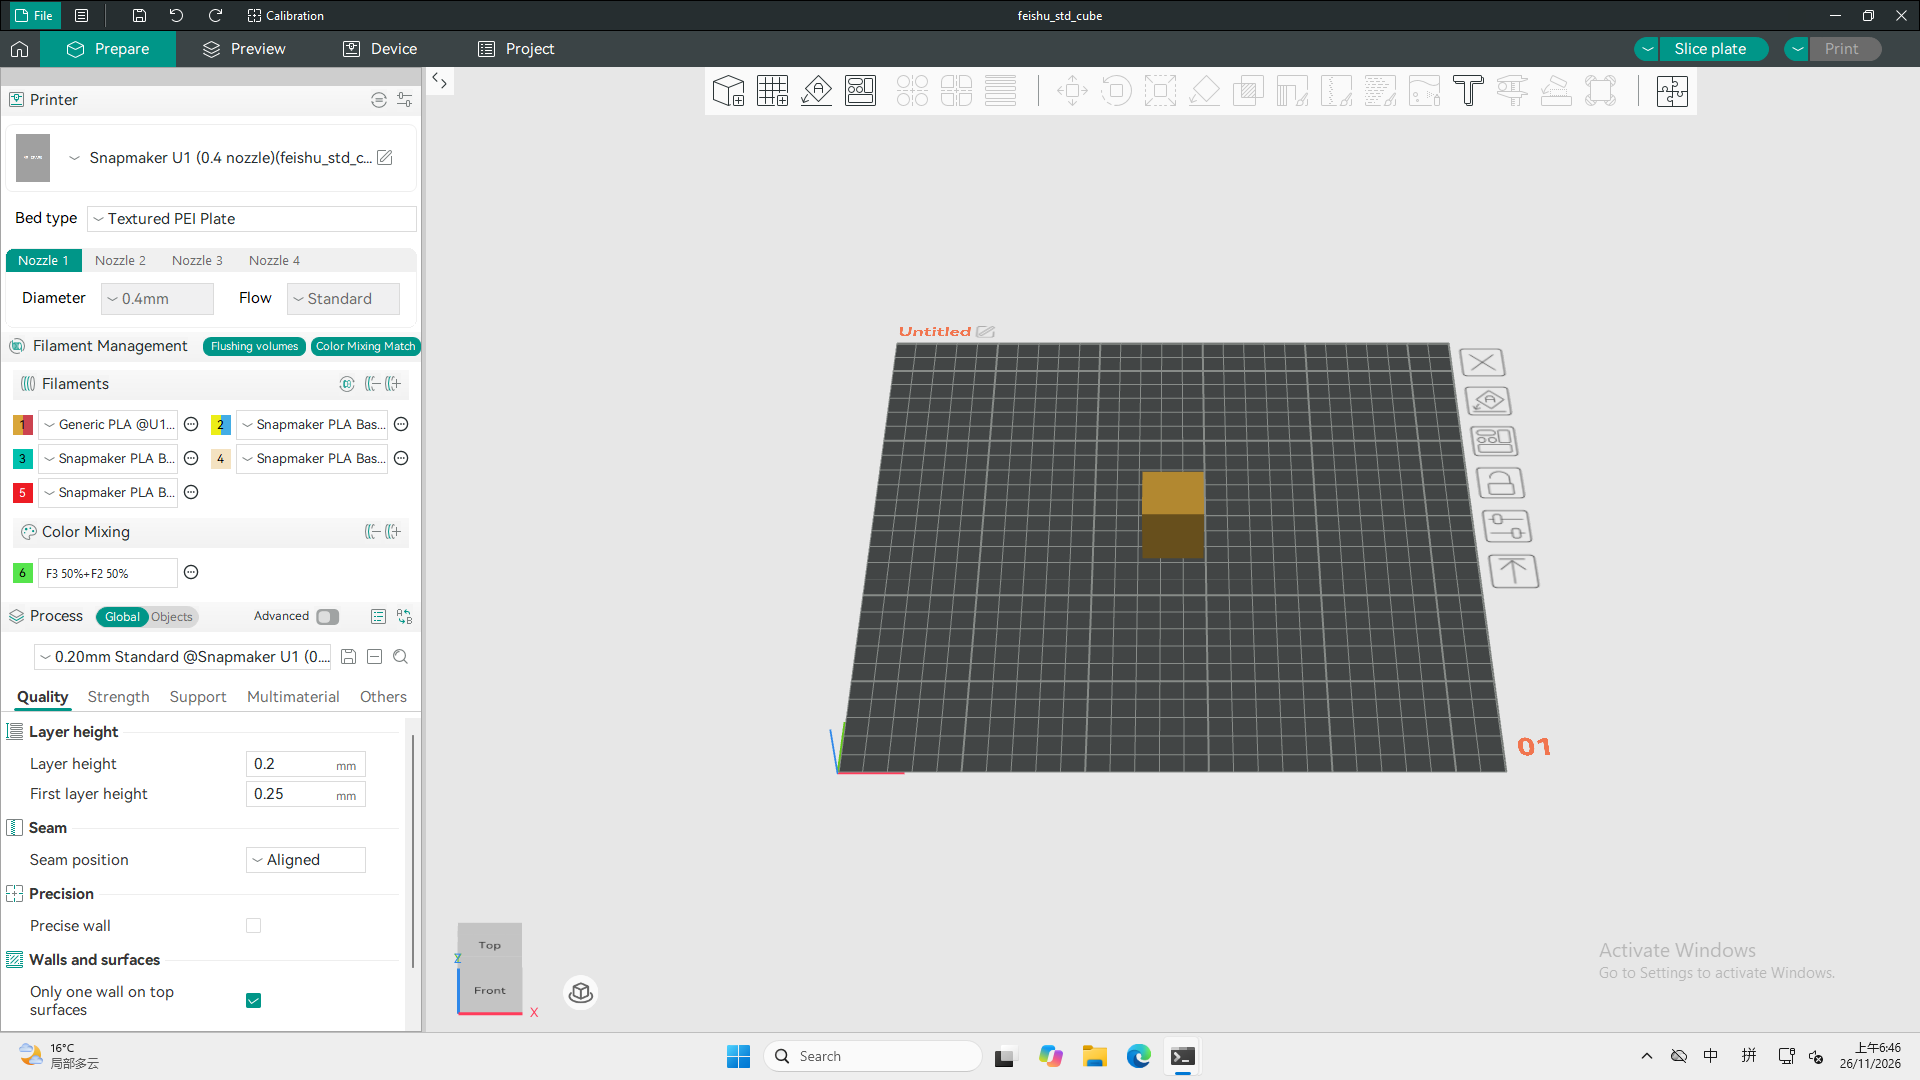 File
Calibration
feishu_std_cube
Prepare
Preview
Device
Project
Slice plate
Print
Printer
Snapmaker U1 (0.4 nozzle)(feishu_std_c...
Bed type
Textured PEI Plate
Nozzle 1
Nozzle 2
Nozzle 3
Nozzle 4
Diameter
0.4mm
Flow
Standard
Filament Management
Flushing volumes
Color Mixing Match
Filaments
1
Generic PLA @U1...
2
Snapmaker PLA Bas...
3
Snapmaker PLA B...
4
Snapmaker PLA Bas...
5
Snapmaker PLA B...
Color Mixing
6
F3 50%+F2 50%
Process
Global
Objects
Advanced
0.20mm Standard @Snapmaker U1 (0....
Quality
Strength
Support
Multimaterial
Others
Layer height
Layer height
0.2
mm
First layer height
0.25
mm
Seam
Seam position
Aligned
Precision
Precise wall
Walls and surfaces
Only one wall on top
surfaces
Untitled
01
Top
Front
Z
X
Activate Windows
Go to Settings to activate Windows.
16°C
局部多云
Search
中
拼
上午6:46
26/11/2026